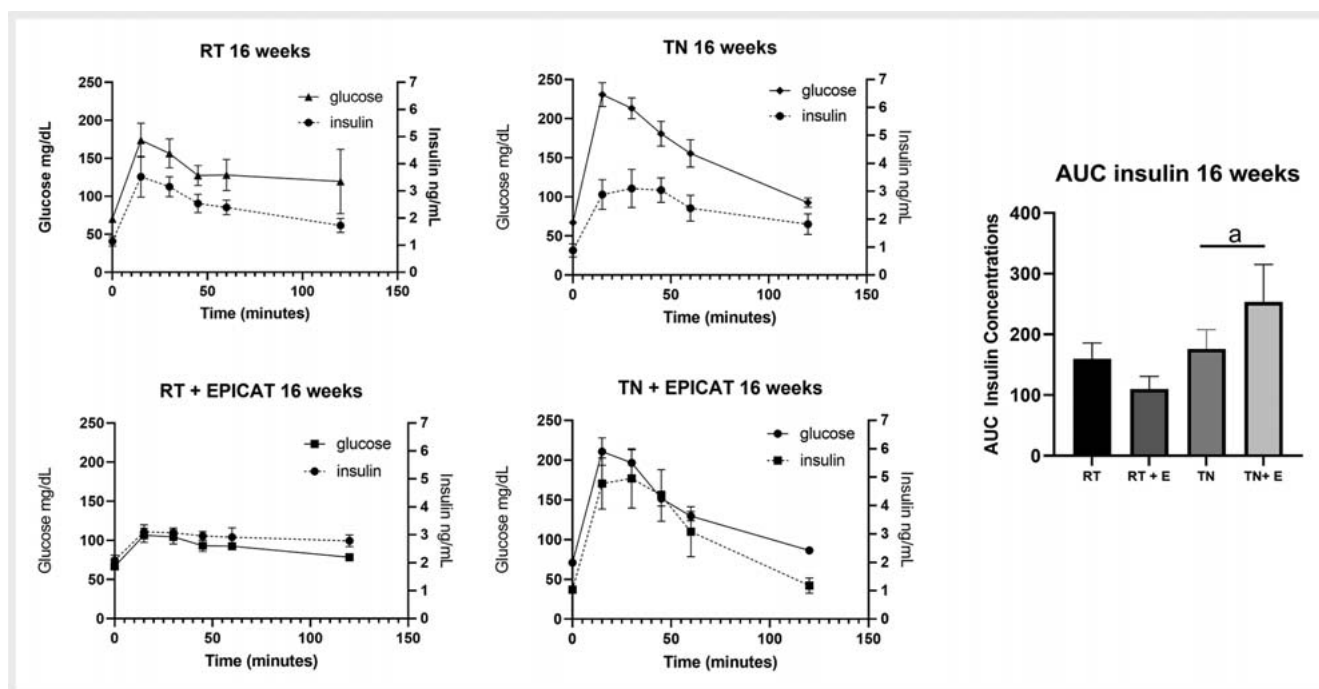 RT 16 weeks
250
200
150
100
50
0
Glucose mg/dL
glucose
insulin
7
6
5
4
3
2
1
0
Insulin ng/mL
0
50
100
150
Time (minutes)
TN 16 weeks
250
200
150
100
50
0
Glucose mg/dL
glucose
insulin
7
6
5
4
3
2
1
0
Insulin ng/mL
0
50
100
150
Time (minutes)
RT + EPICAT 16 weeks
250
200
150
100
50
0
Glucose mg/dL
glucose
insulin
7
6
5
4
3
2
1
0
Insulin ng/mL
0
50
100
150
Time (minutes)
TN + EPICAT 16 weeks
250
200
150
100
50
0
Glucose mg/dL
glucose
insulin
7
6
5
4
3
2
1
0
Insulin ng/mL
0
50
100
150
Time (minutes)
AUC insulin 16 weeks
400
300
200
100
0
AUC Insulin Concentrations
a
RT
RT + E
TN
TN+ E